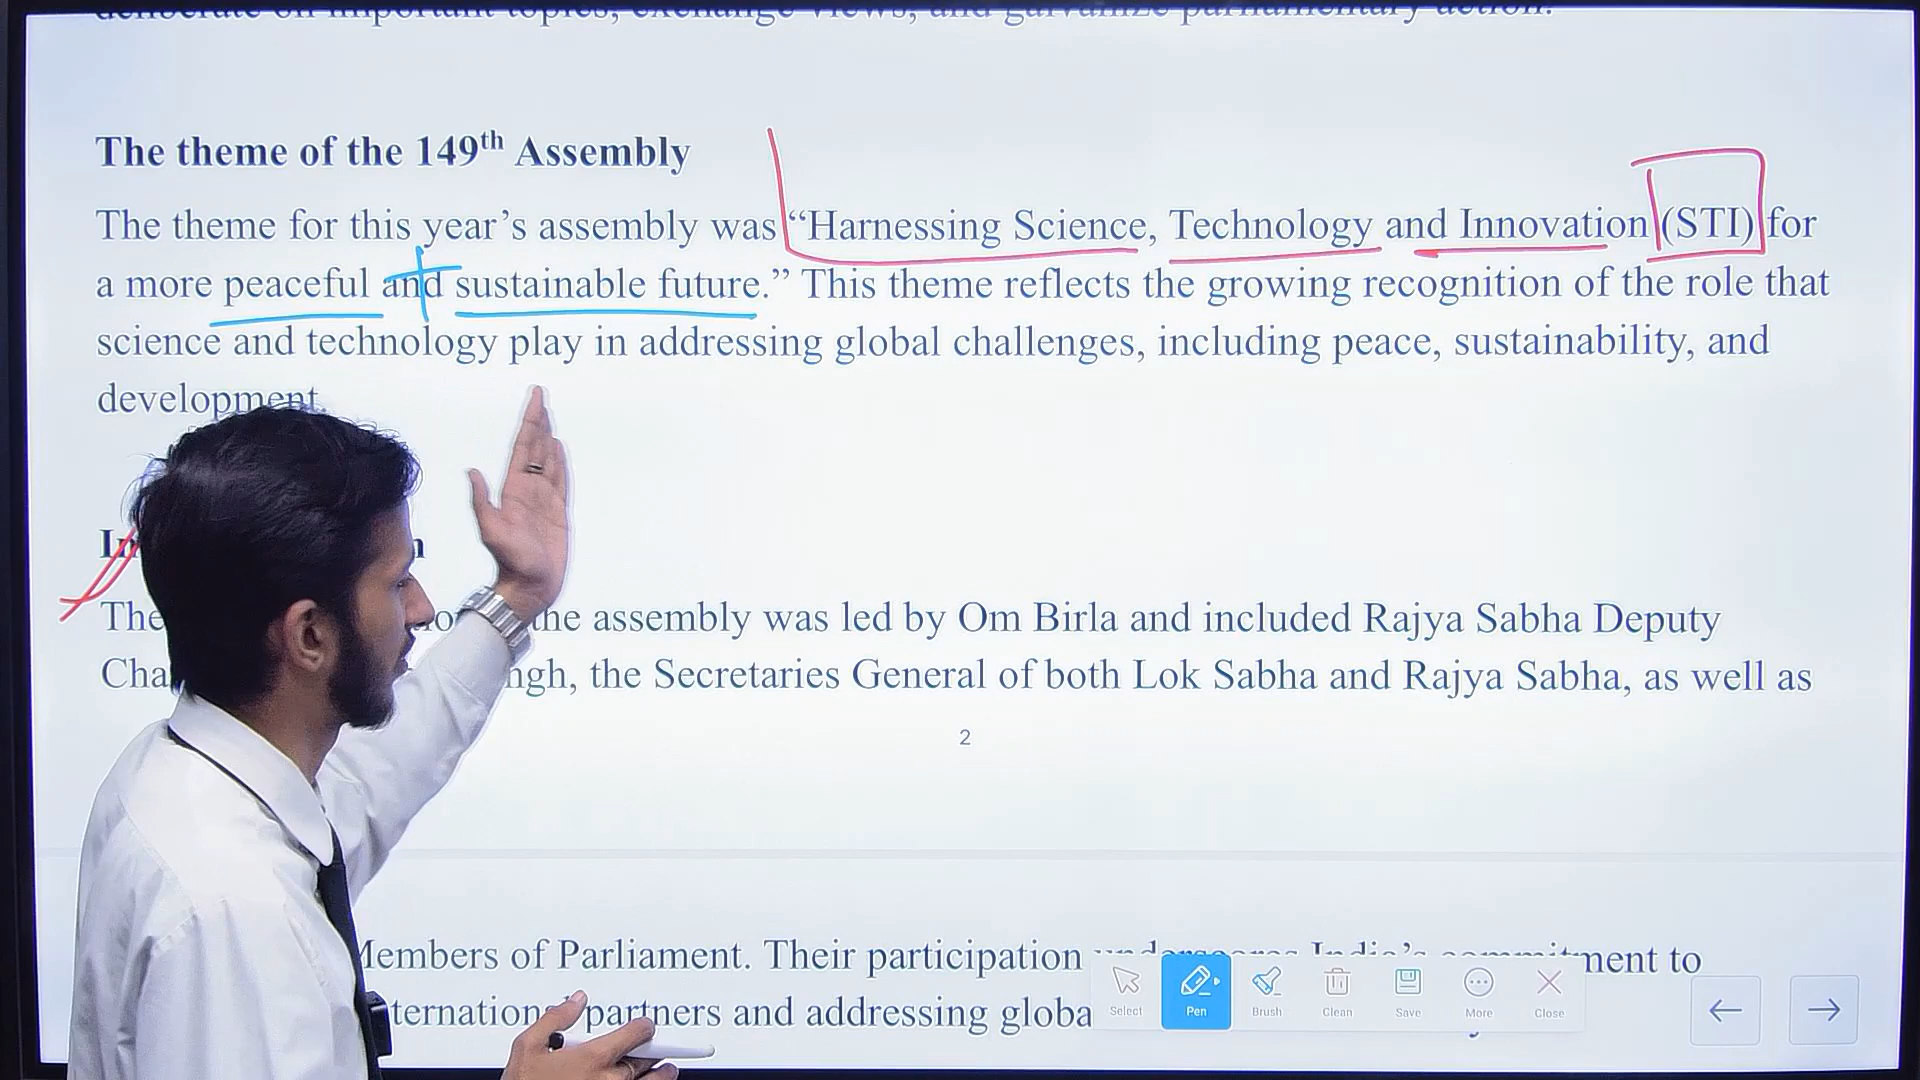 The theme of the 149th Assembly
The theme for this year’s assembly was “Harnessing Science, Technology and Innovation (STI) for
a more peaceful and sustainable future.” This theme reflects the growing recognition of the role that
science and technology play in addressing global challenges, including peace, sustainability, and
development.
The the assembly was led by Om Birla and included Rajya Sabha Deputy
the Secretaries General of both Lok Sabha and Rajya Sabha, as well as
2
Members of Parliament. Their participation underscores India’s commitment to
partners and addressing
Select Pen Brush Clean Save More Close